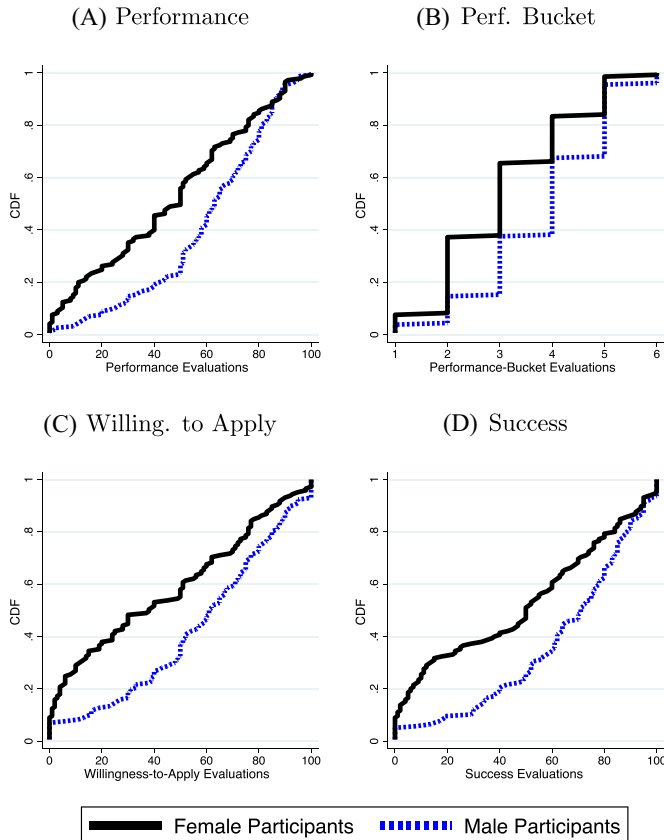 (A) Performance
(B) Perf. Bucket
CDF
0 .2 .4 .6 .8 1
0 20 40 60 80 100
Performance Evaluations
CDF
0 .2 .4 .6 .8 1
1 2 3 4 5 6
Performance-Bucket Evaluations
(C) Willing. to Apply
(D) Success
CDF
0 .2 .4 .6 .8 1
0 20 40 60 80 100
Willingness-to-Apply Evaluations
CDF
0 .2 .4 .6 .8 1
0 20 40 60 80 100
Success Evaluations
Female Participants Male Participants